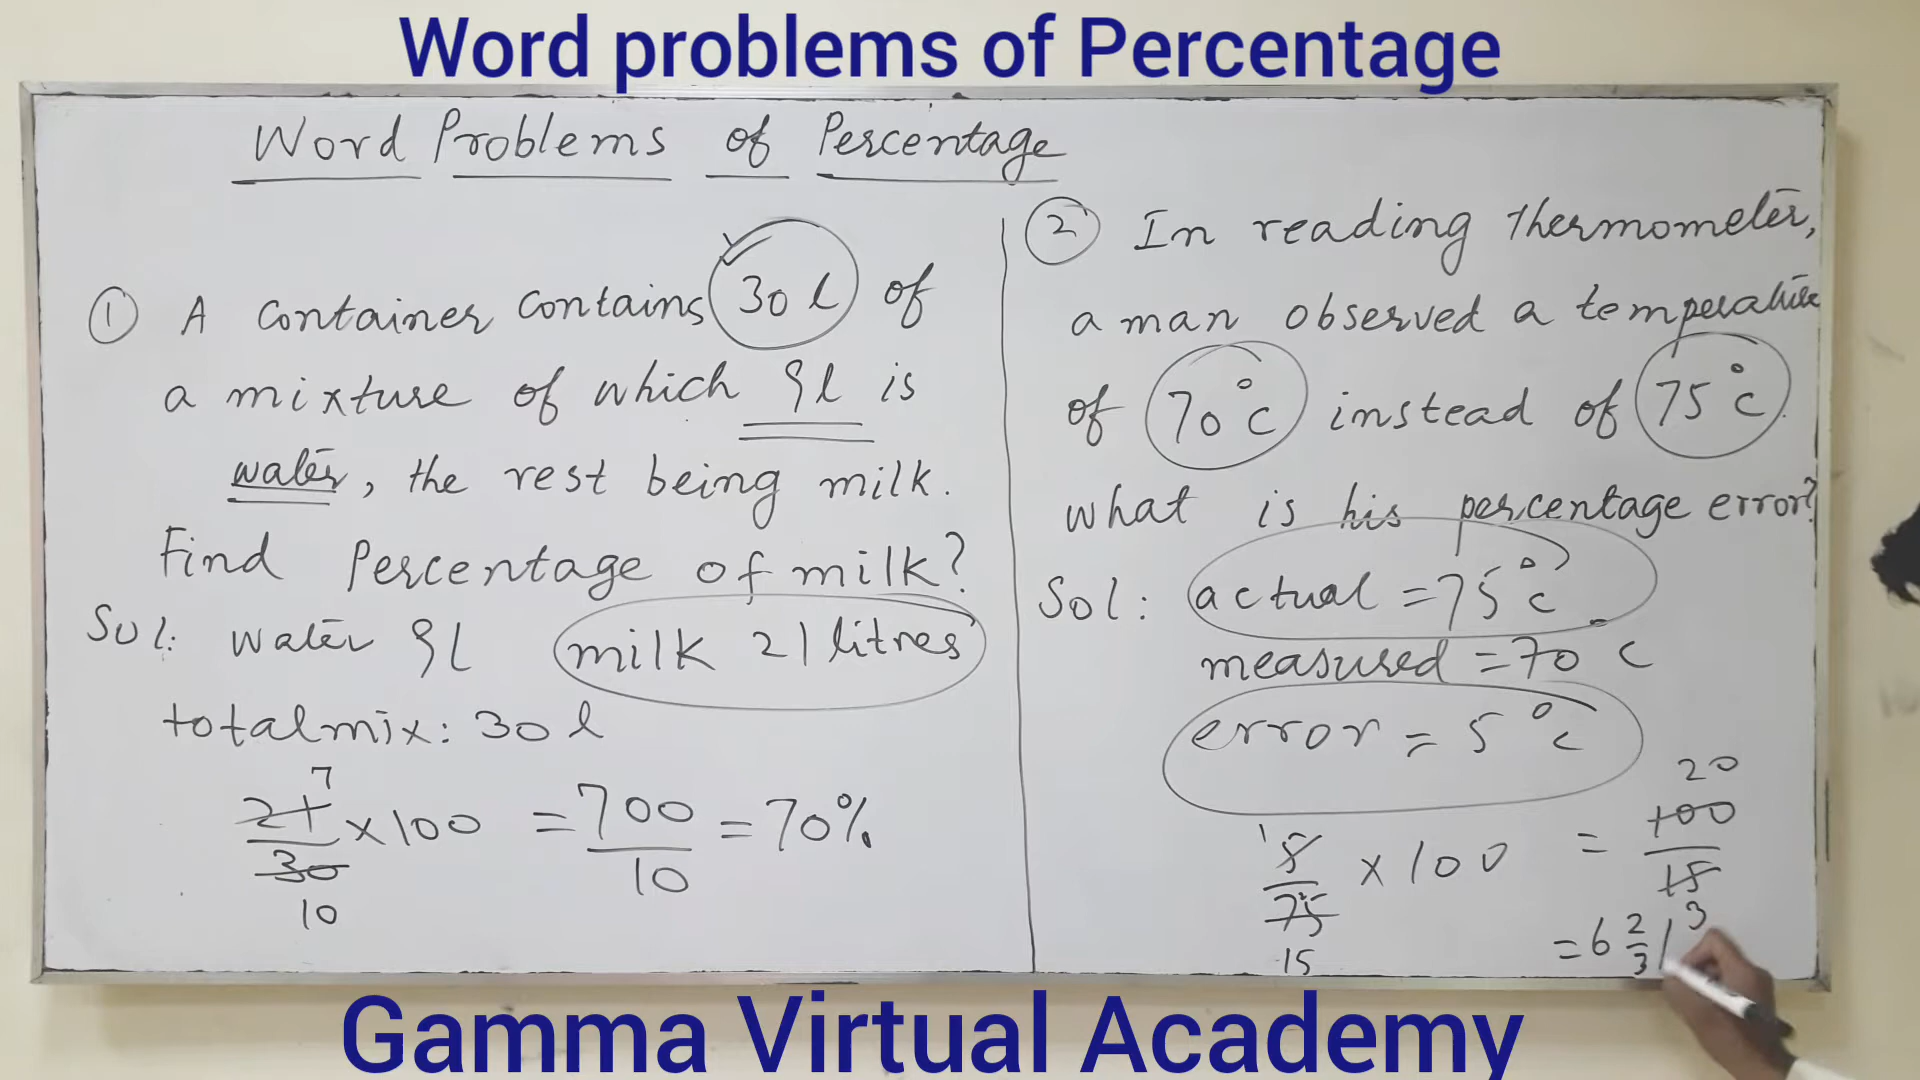 Word problems of Percentage
Word Problems of Percentage
① A container contains 30 l of
a mixture of which 9l is
water, the rest being milk.
Find Percentage of milk?
Sol: water 9l milk 21 litres
total mix: 30 l
7
21/30 × 100 = 700/10 = 70%
10
② In reading thermometer,
a man observed a temperature
of 70°C instead of 75°C.
what is his percentage error?
Sol: actual = 75°C
measured = 70°C
error = 5°C
20
1 5/75 × 100 = 100/15
15 3
= 6 2/3
Gamma Virtual Academy